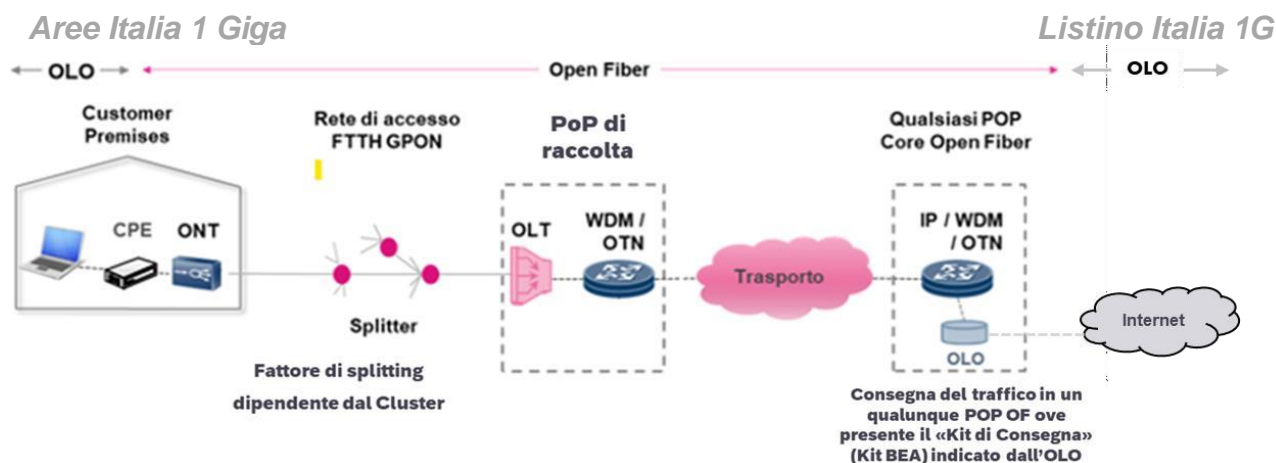 Aree Italia 1 Giga
Listino Italia 1G
OLO
Open Fiber
OLO
Customer
Premises
Rete di accesso
FTTH GPON
PoP di
raccolta
Qualsiasi POP
Core Open Fiber
CPE
ONT
OLT
WDM /
OTN
IP / WDM
/ OTN
Trasporto
Splitter
OLO
Internet
Fattore di splitting
dipendente dal Cluster
Consegna del traffico in un
qualunque POP OF ove
presente il «Kit di Consegna»
(Kit BEA) indicato dall'OLO